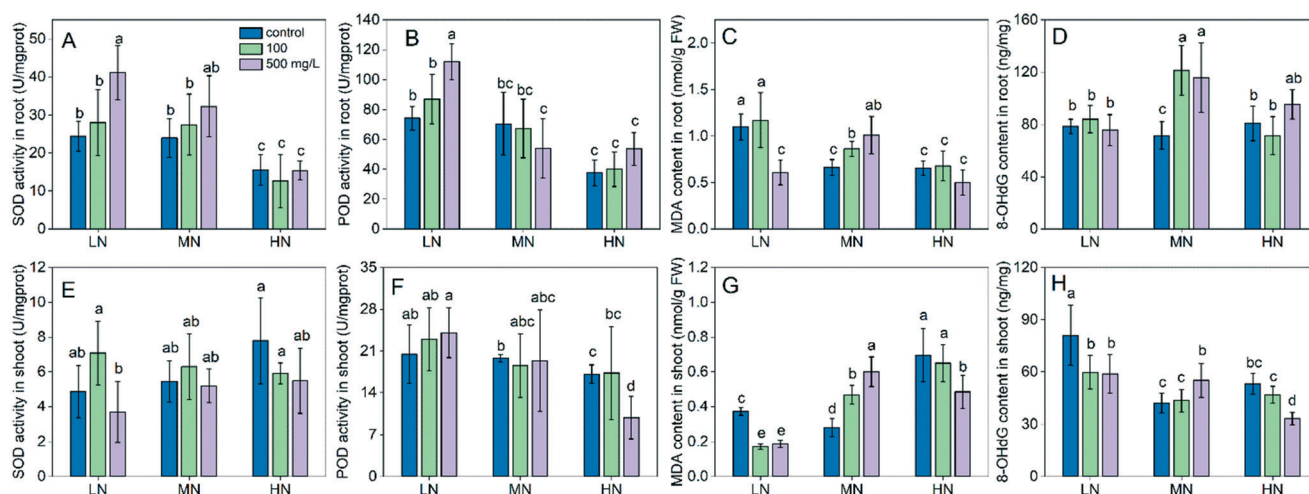 A
control
100
500 mg/L
SOD activity in root (U/mgprot)
50
40
30
20
10
0
b b a
b b ab
c c c
LN MN HN
B
POD activity in root (U/mgprot)
140
120
100
80
60
40
20
0
b b a
bc bc c
c c c
LN MN HN
C
MDA content in root (nmol/g FW)
2.0
1.5
1.0
0.5
0.0
a a c
c b ab
c c c
LN MN HN
D
8-OHdG content in root (ng/mg)
160
120
80
40
0
b b b
c a a
b b ab
LN MN HN
E
SOD activity in shoot (U/mgprot)
12
10
8
6
4
2
0
ab a b
ab ab ab
a a ab
LN MN HN
F
POD activity in shoot (U/mgprot)
35
28
21
14
7
0
ab ab a
b abc abc
c bc d
LN MN HN
G
MDA content in shoot (nmol/g FW)
1.2
1.0
0.8
0.6
0.4
0.2
0.0
c e e
d b a
a a b
LN MN HN
H
8-OHdG content in shoot (ng/mg)
120
90
60
30
0
a b b
c c b
bc c d
LN MN HN